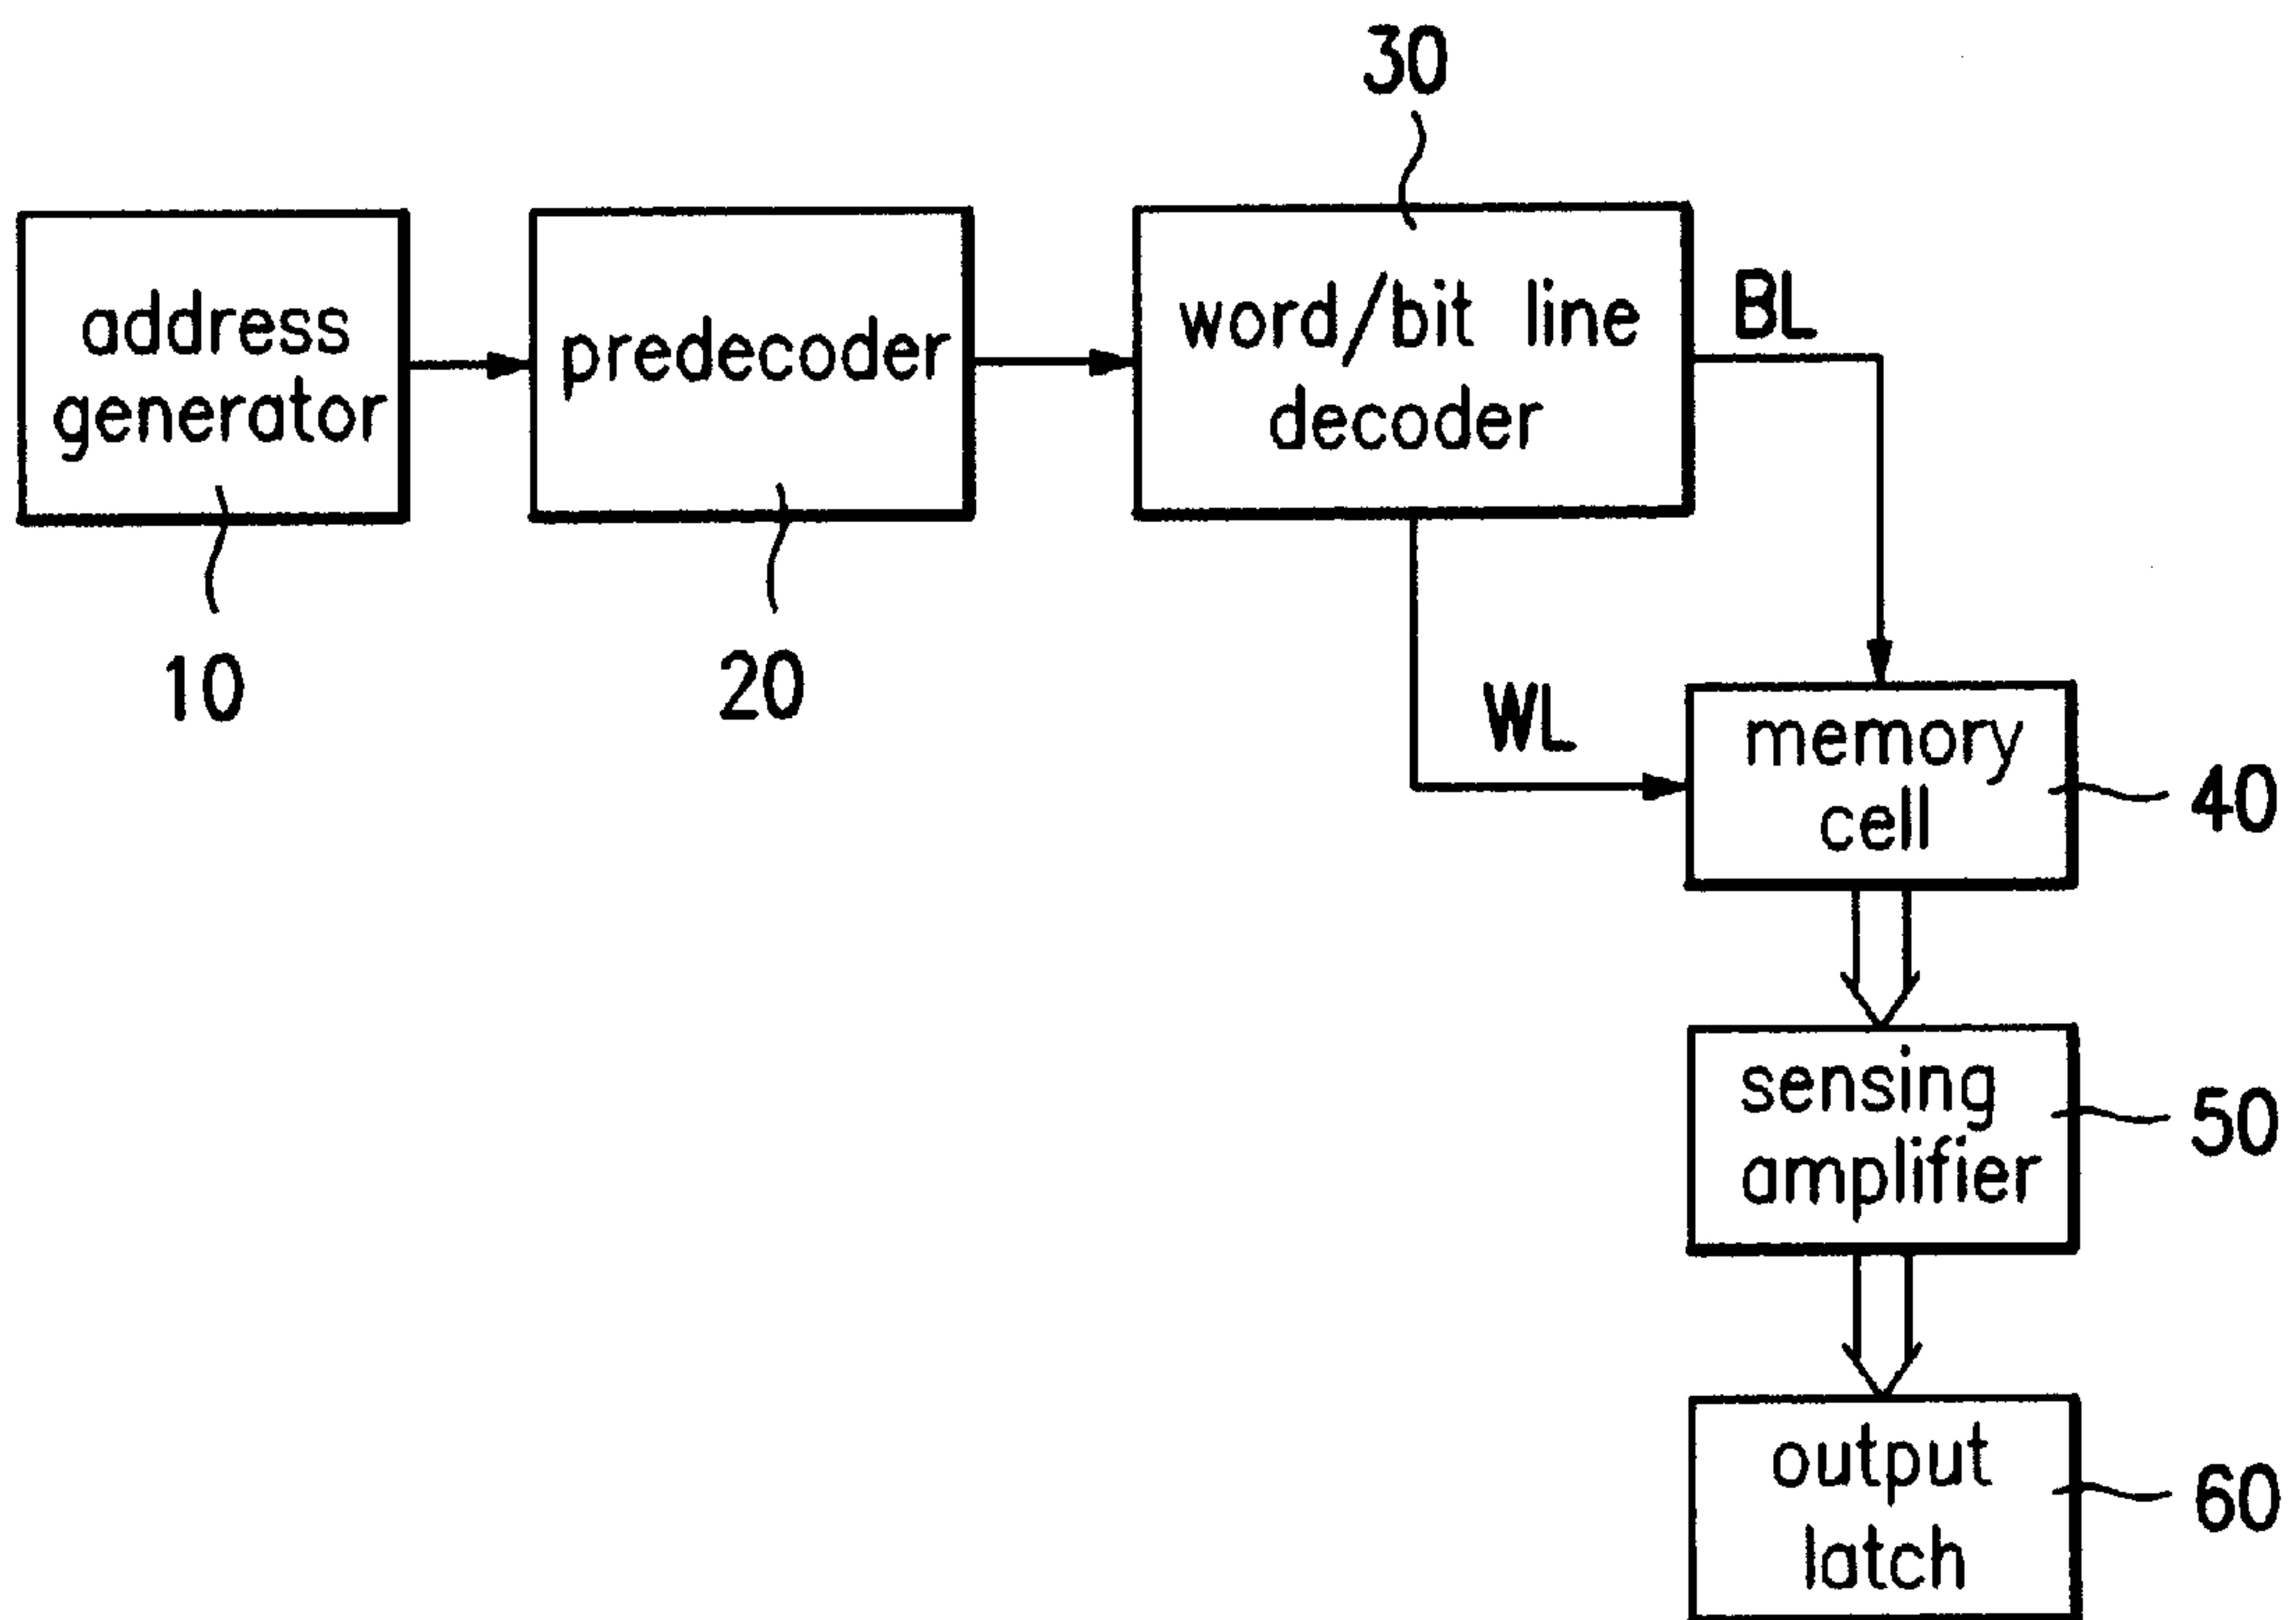 30
address
generator
predecoder
word/bit line
decoder
BL
10
20
WL
memory
cell
40
sensing
amplifier
50
output
latch
60